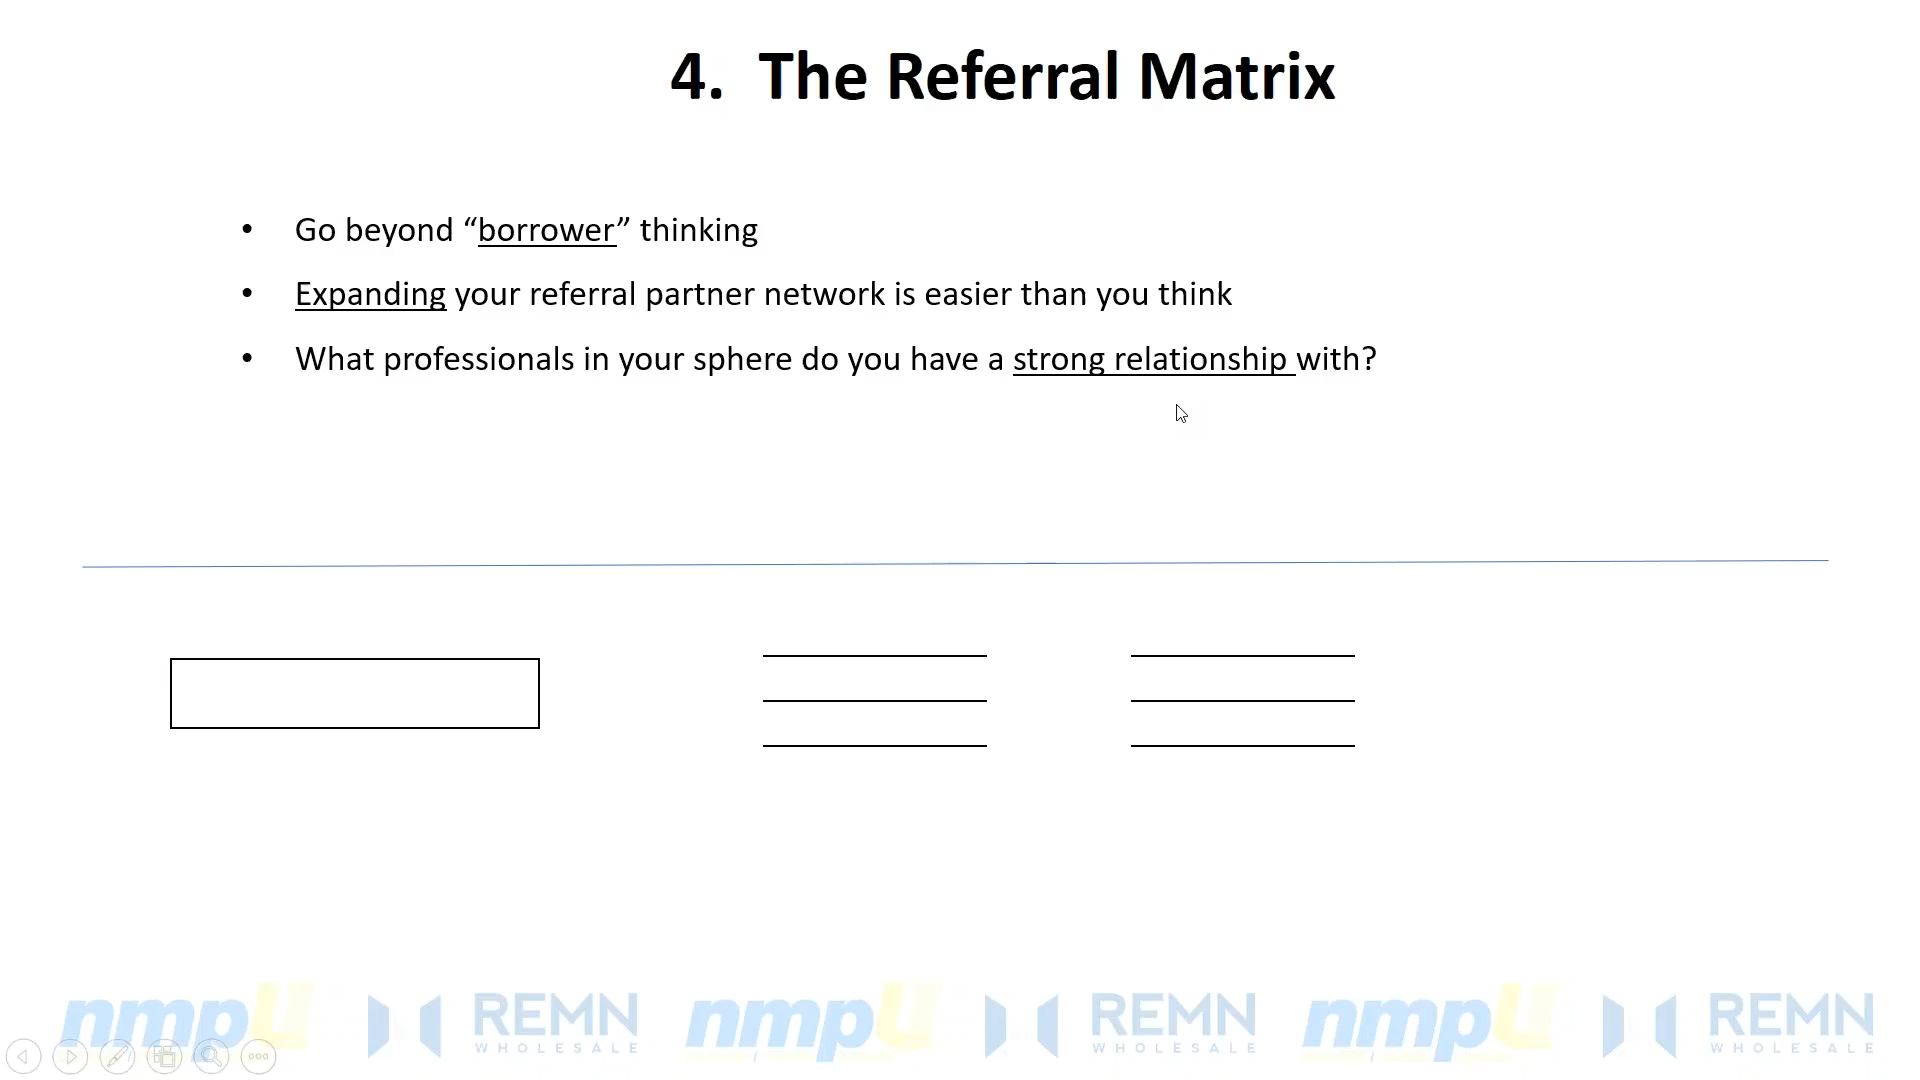 4. The Referral Matrix
• Go beyond “borrower” thinking
• Expanding your referral partner network is easier than you think
• What professionals in your sphere do you have a strong relationship with?
nmpU REMN WHOLESALE nmpU REMN WHOLESALE nmpU REMN WHOLESALE